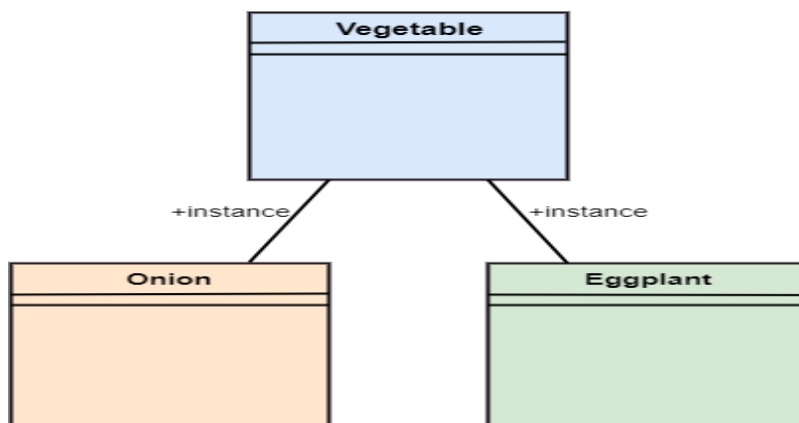 Vegetable
+instance
+instance
Onion
Eggplant